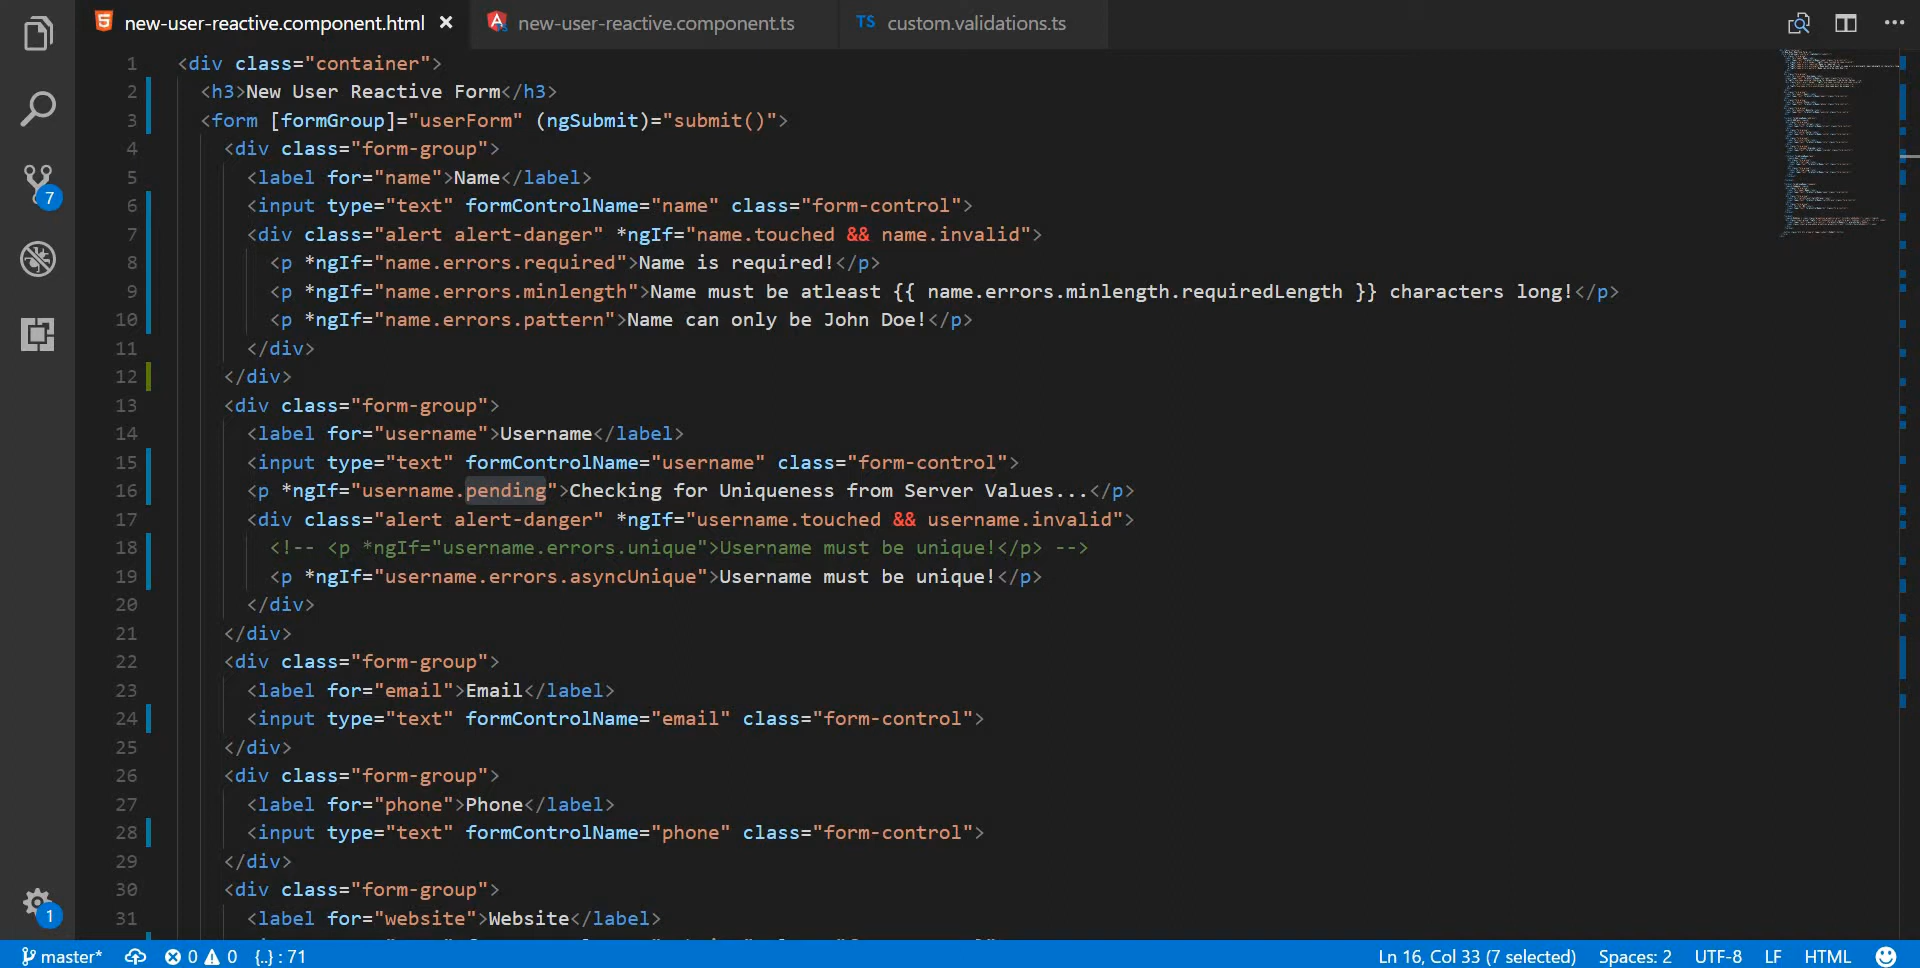 new-user-reactive.component.html
new-user-reactive.component.ts
TS custom.validations.ts
1 <div class="container">
2 <h3>New User Reactive Form</h3>
3 <form [formGroup]="userForm" (ngSubmit)="submit()">
4 <div class="form-group">
5 <label for="name">Name</label>
6 <input type="text" formControlName="name" class="form-control">
7 <div class="alert alert-danger" *ngIf="name.touched && name.invalid">
8 <p *ngIf="name.errors.required">Name is required!</p>
9 <p *ngIf="name.errors.minlength">Name must be atleast {{ name.errors.minlength.requiredLength }} characters long!</p>
10 <p *ngIf="name.errors.pattern">Name can only be John Doe!</p>
11 </div>
12 </div>
13 <div class="form-group">
14 <label for="username">Username</label>
15 <input type="text" formControlName="username" class="form-control">
16 <p *ngIf="username.pending">Checking for Uniqueness from Server Values...</p>
17 <div class="alert alert-danger" *ngIf="username.touched && username.invalid">
18 <!-- <p *ngIf="username.errors.unique">Username must be unique!</p> -->
19 <p *ngIf="username.errors.asyncUnique">Username must be unique!</p>
20 </div>
21 </div>
22 <div class="form-group">
23 <label for="email">Email</label>
24 <input type="text" formControlName="email" class="form-control">
25 </div>
26 <div class="form-group">
27 <label for="phone">Phone</label>
28 <input type="text" formControlName="phone" class="form-control">
29 </div>
30 <div class="form-group">
31 <label for="website">Website</label>
7
1
master* 0 0 {..} : 71 Ln 16, Col 33 (7 selected) Spaces: 2 UTF-8 LF HTML